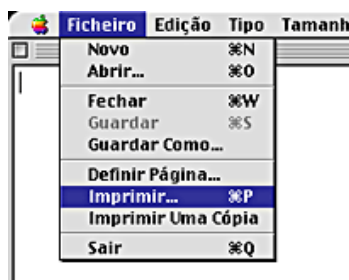 Ficheiro Edição Tipo Tamanh
Novo ⌘N
Abrir... ⌘O
Fechar ⌘W
Guardar ⌘S
Guardar Como...
Definir Página...
Imprimir... ⌘P
Imprimir Uma Cópia
Sair ⌘Q